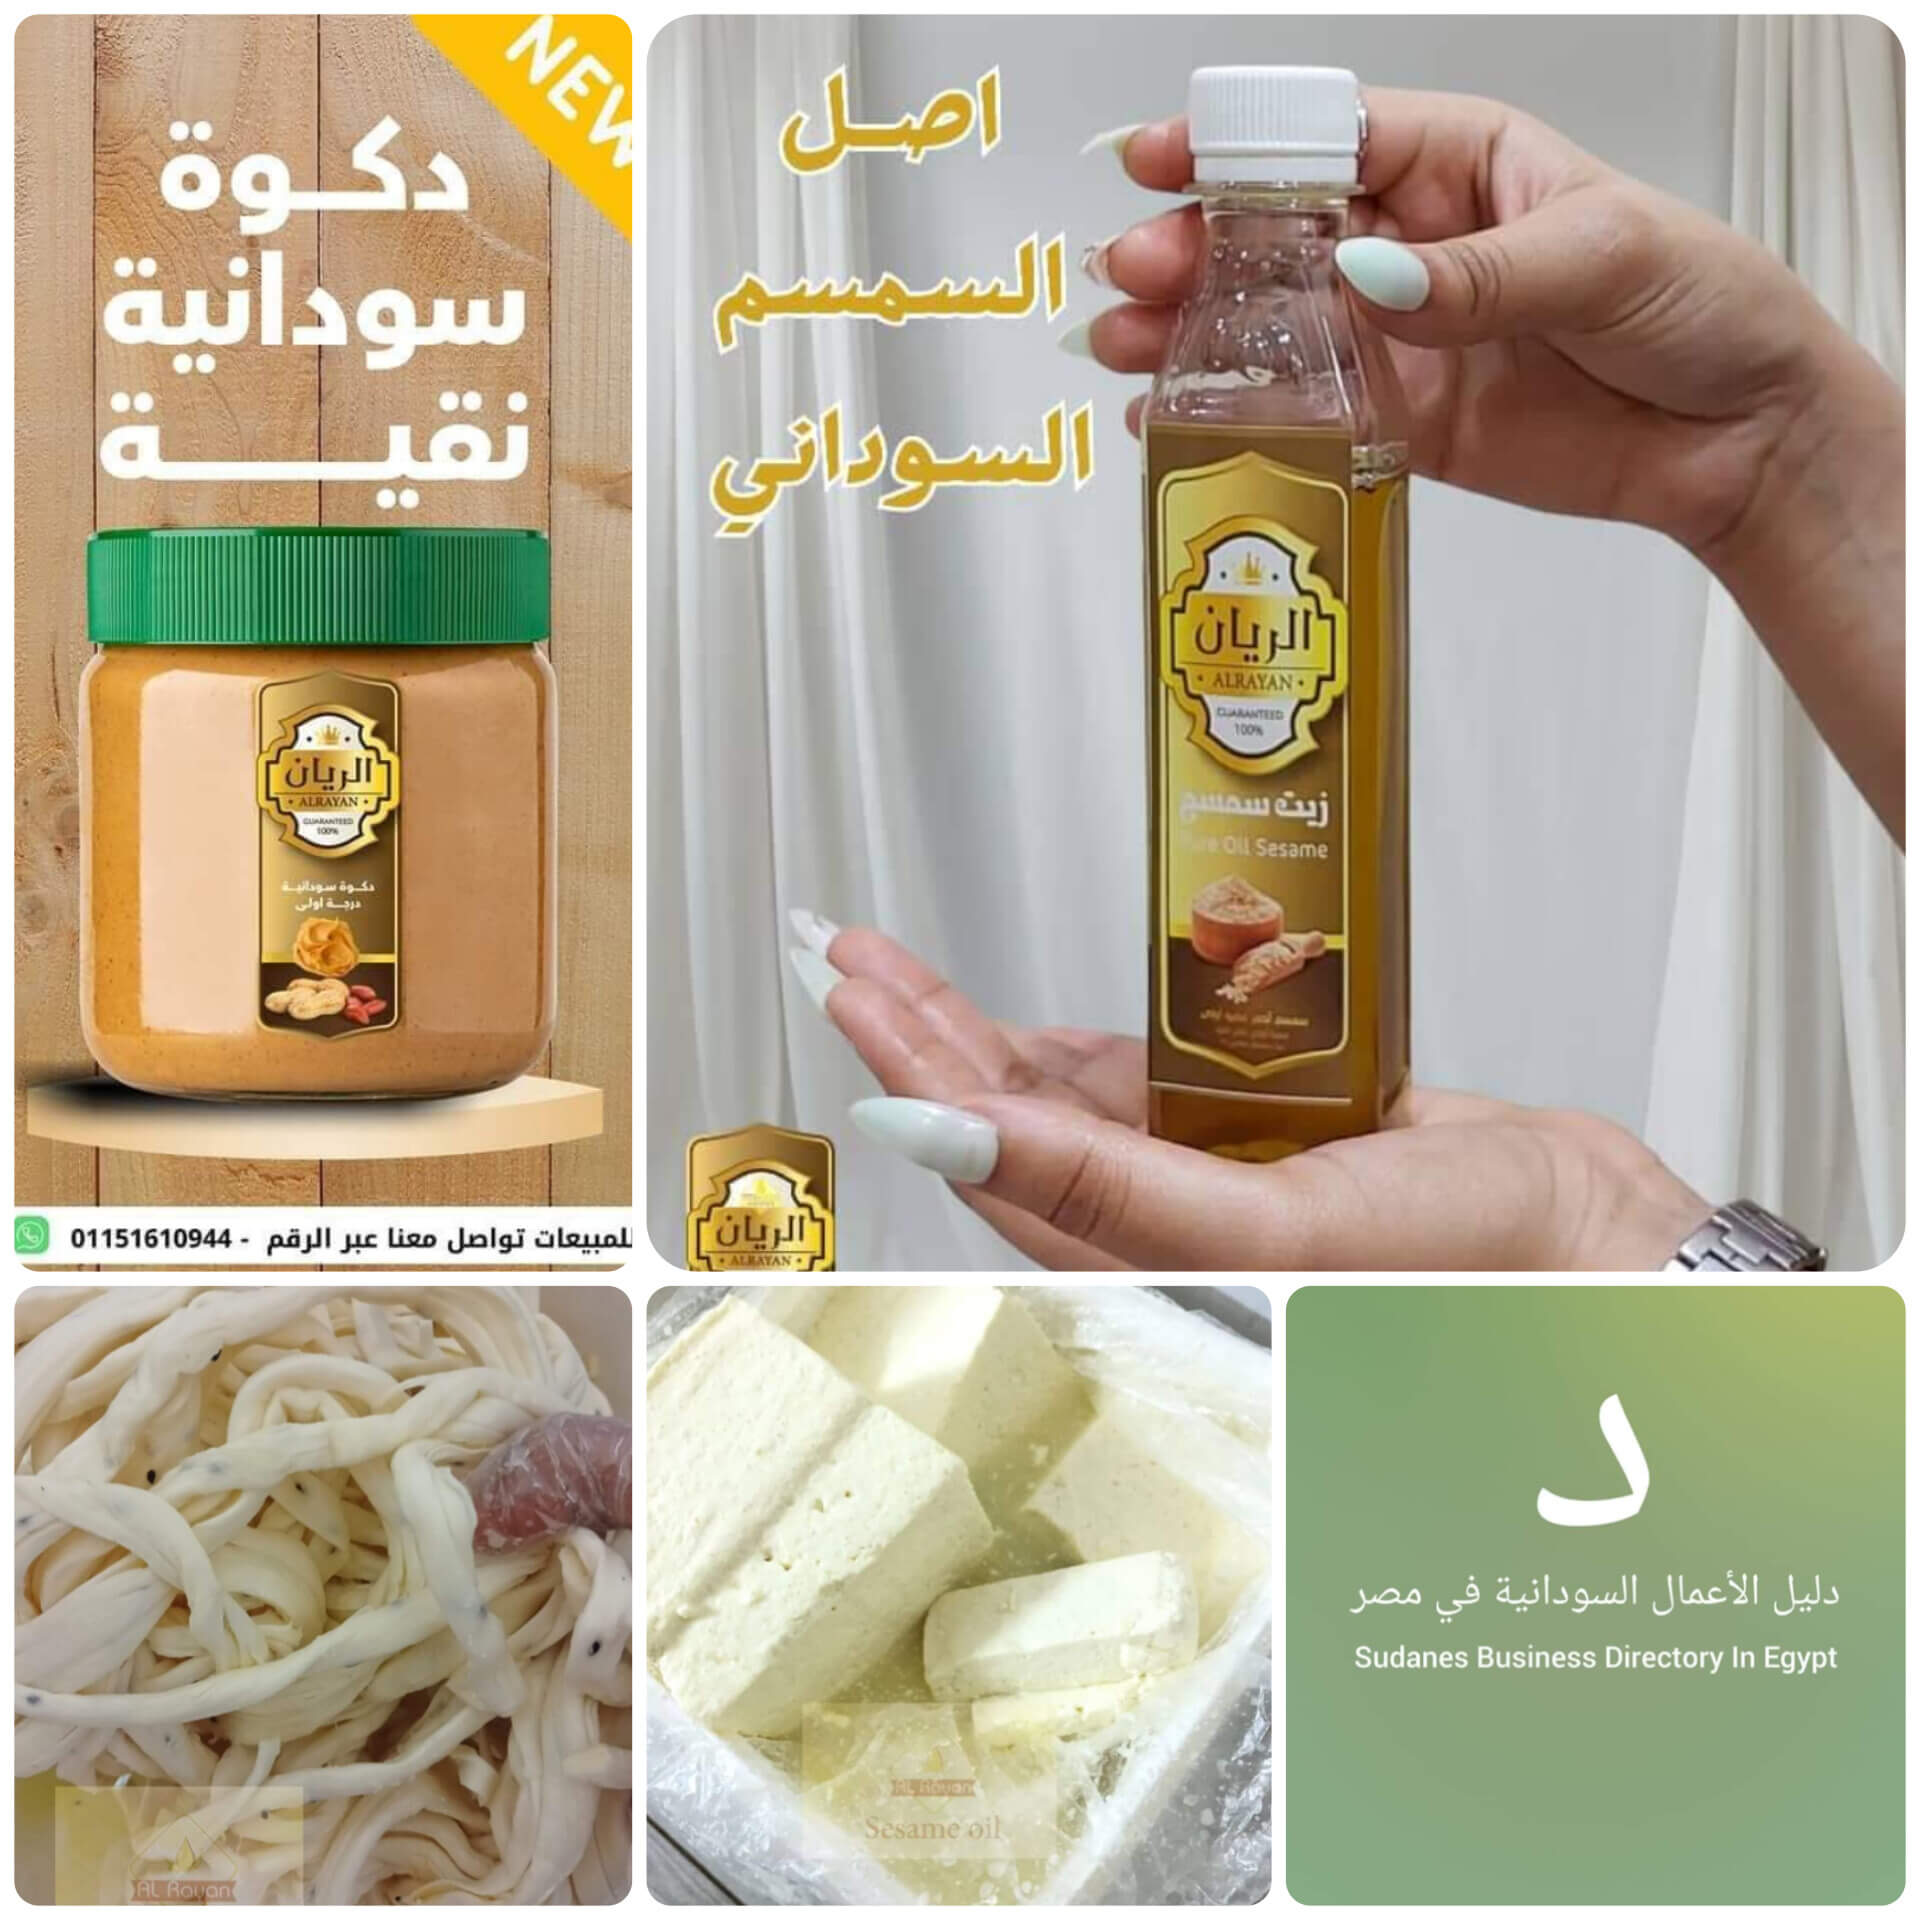 NEW
دكوة
سودانية
نقية
الريان
ALRAYAN
GUARANTEED
100%
دكوة سودانية
درجة اولى
للمبيعات تواصل معنا عبر الرقم - 01151610944
اصل
السمسم
السوداني
الريان
ALRAYAN
GUARANTEED
100%
زيت سمسم
Pure Oil Sesame
الريان
ALRAYAN
AL Rayan
AL Rayan
Sesame oil
د
دليل الأعمال السودانية في مصر
Sudanes Business Directory In Egypt